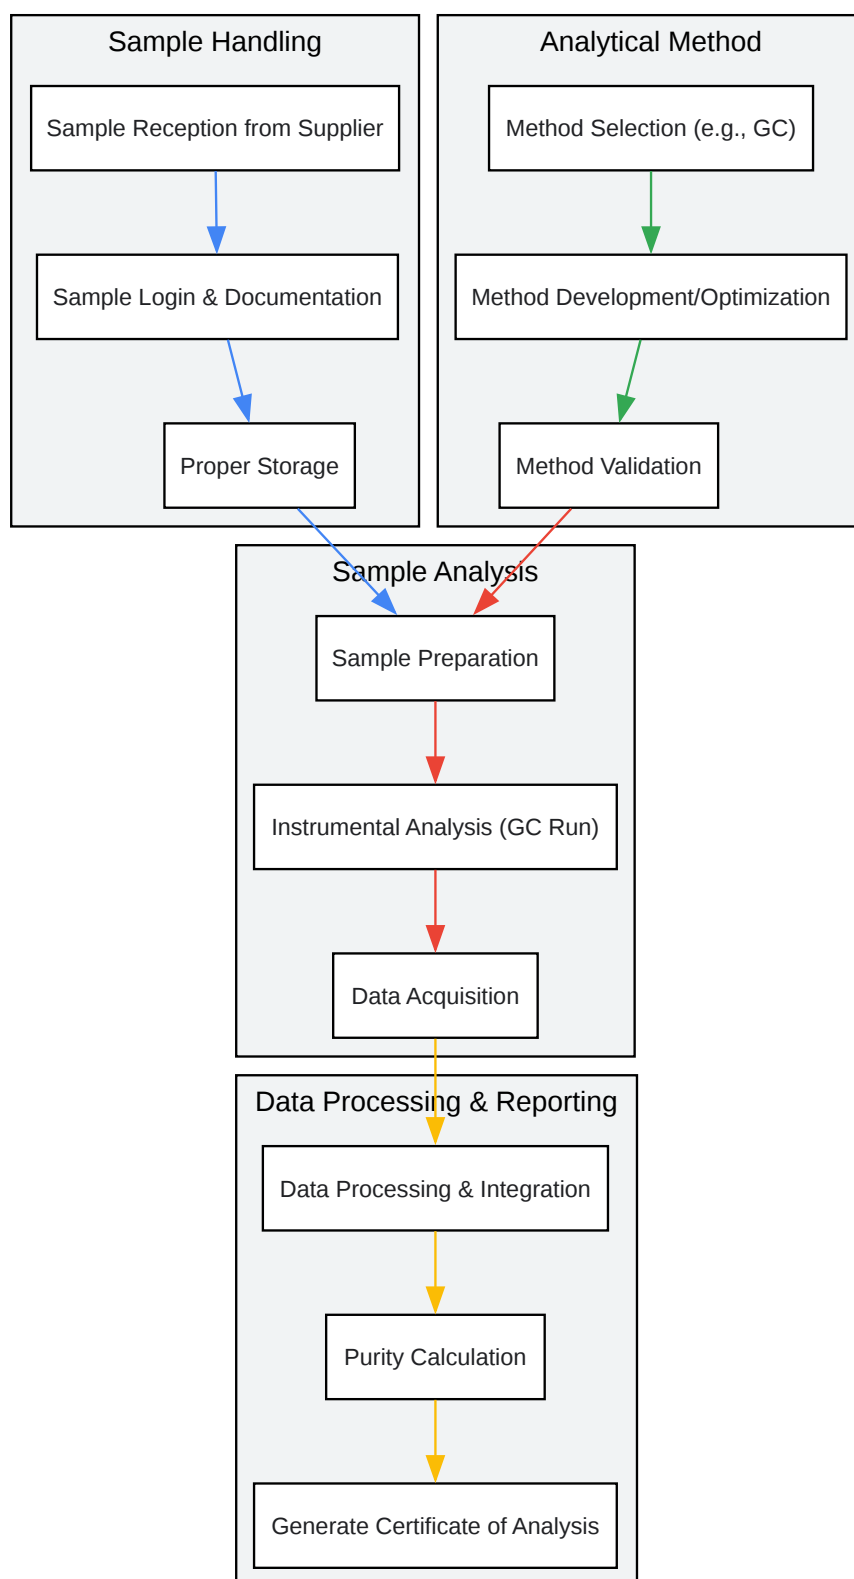 Sample Handling
Sample Reception from Supplier
Sample Login & Documentation
Proper Storage
Analytical Method
Method Selection (e.g., GC)
Method Development/Optimization
Method Validation
Sample Analysis
Sample Preparation
Instrumental Analysis (GC Run)
Data Acquisition
Data Processing & Reporting
Data Processing & Integration
Purity Calculation
Generate Certificate of Analysis